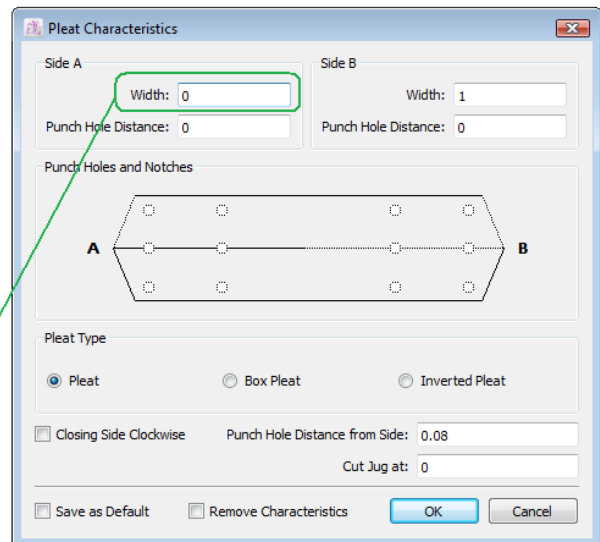 Pleat Characteristics
Side A
Side B
Width: 0
Width: 1
Punch Hole Distance: 0
Punch Hole Distance: 0
Punch Holes and Notches
A
B
Pleat Type
Pleat
Box Pleat
Inverted Pleat
Closing Side Clockwise
Punch Hole Distance from Side: 0.08
Cut Jug at: 0
Save as Default
Remove Characteristics
OK
Cancel